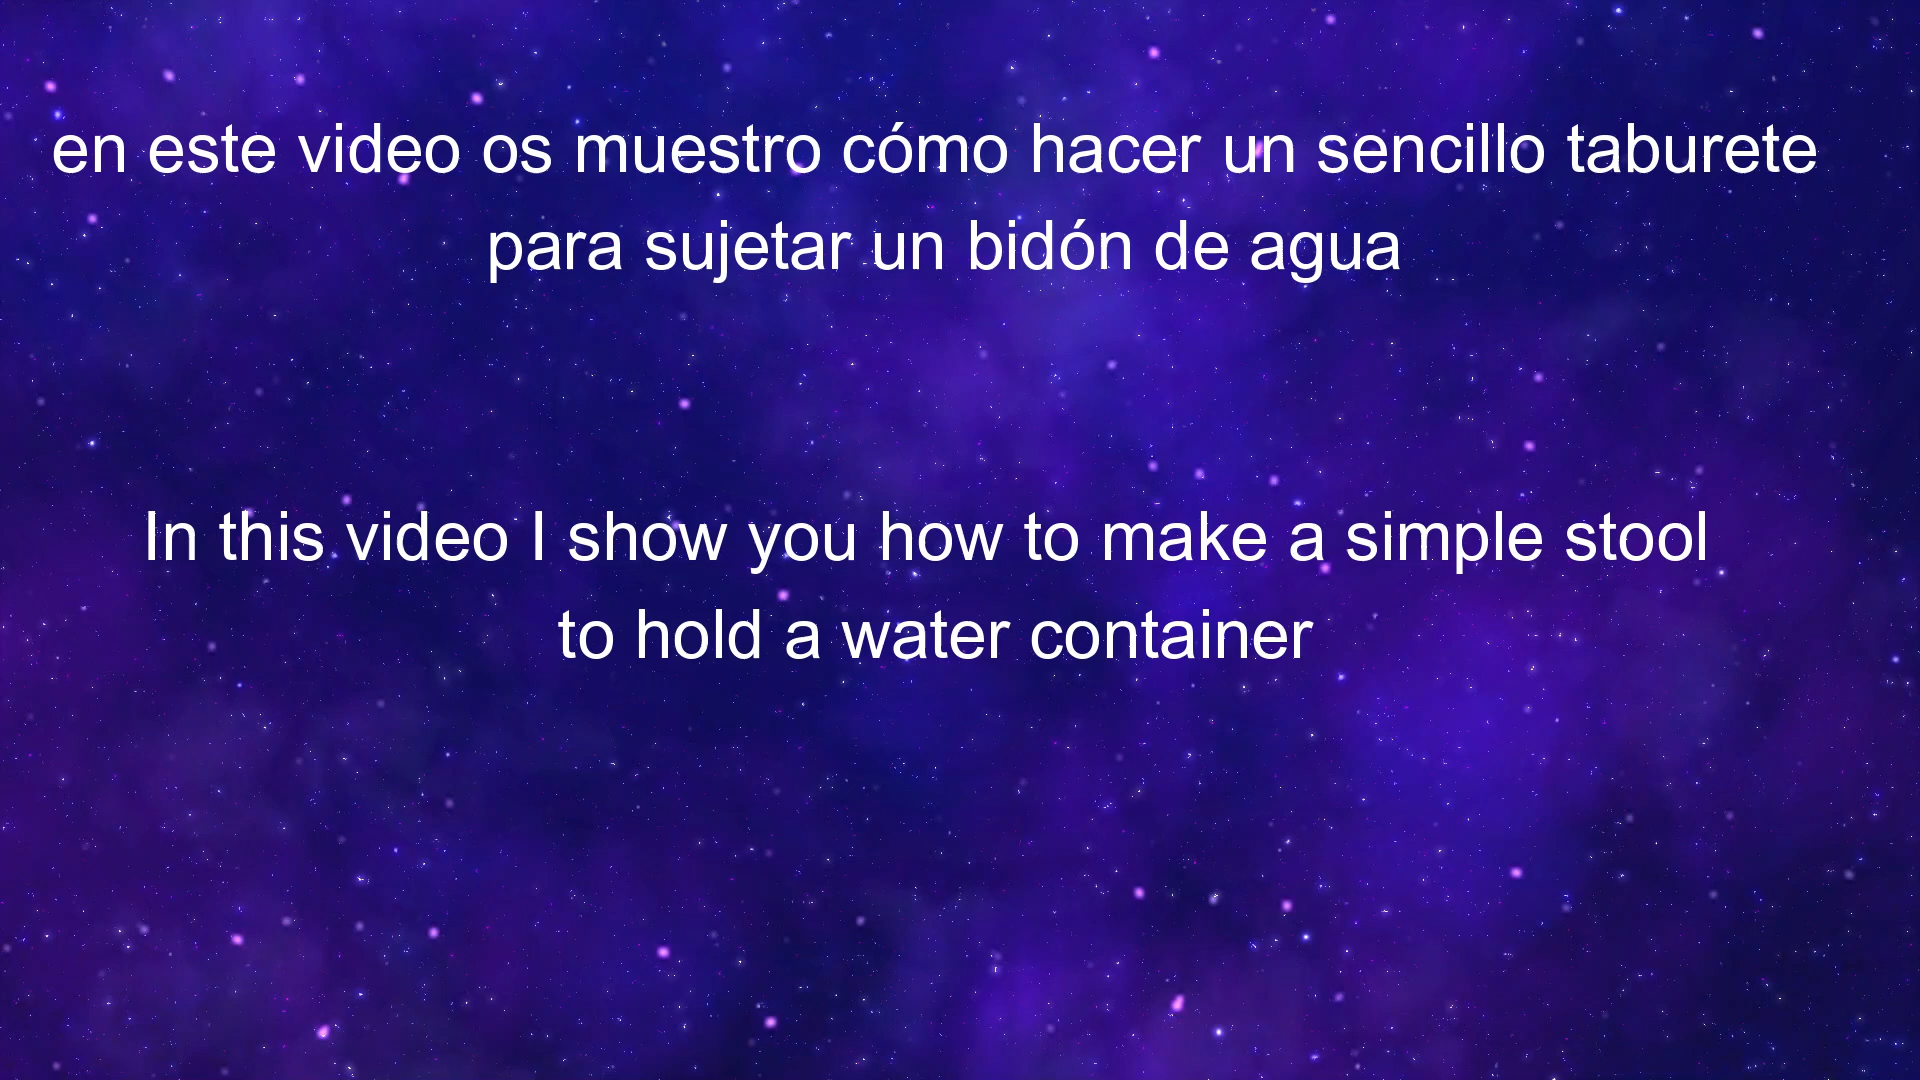 en este video os muestro cómo hacer un sencillo taburete
para sujetar un bidón de agua
In this video I show you how to make a simple stool
to hold a water container